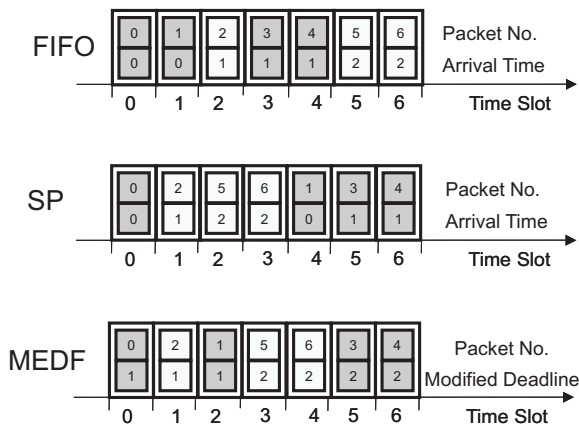 0 1 2 3 4 5 6 Packet No.
FIFO
0 0 1 1 1 2 2 Arrival Time
0 1 2 3 4 5 6 Time Slot
0 2 5 6 1 3 4 Packet No.
SP
0 1 2 2 0 1 1 Arrival Time
0 1 2 3 4 5 6 Time Slot
0 2 1 5 6 3 4 Packet No.
MEDF
1 1 1 2 2 2 2 Modified Deadline
0 1 2 3 4 5 6 Time Slot